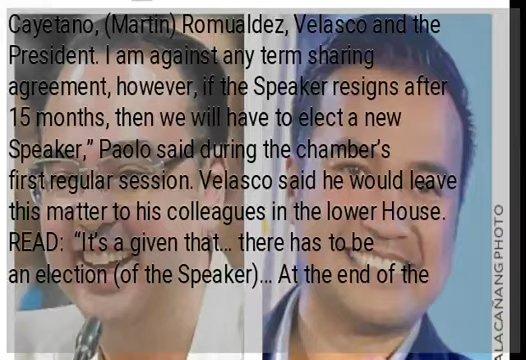 Cayetano, (Martin) Romualdez, Velasco and the
President. I am against any term sharing
agreement, however, if the Speaker resigns after
15 months, then we will have to elect a new
Speaker,” Paolo said during the chamber’s
first regular session. Velasco said he would leave
this matter to his colleagues in the lower House.
READ: “It’s a given that… there has to be
an election (of the Speaker)… At the end of the
ALACAÑANG PHOTO